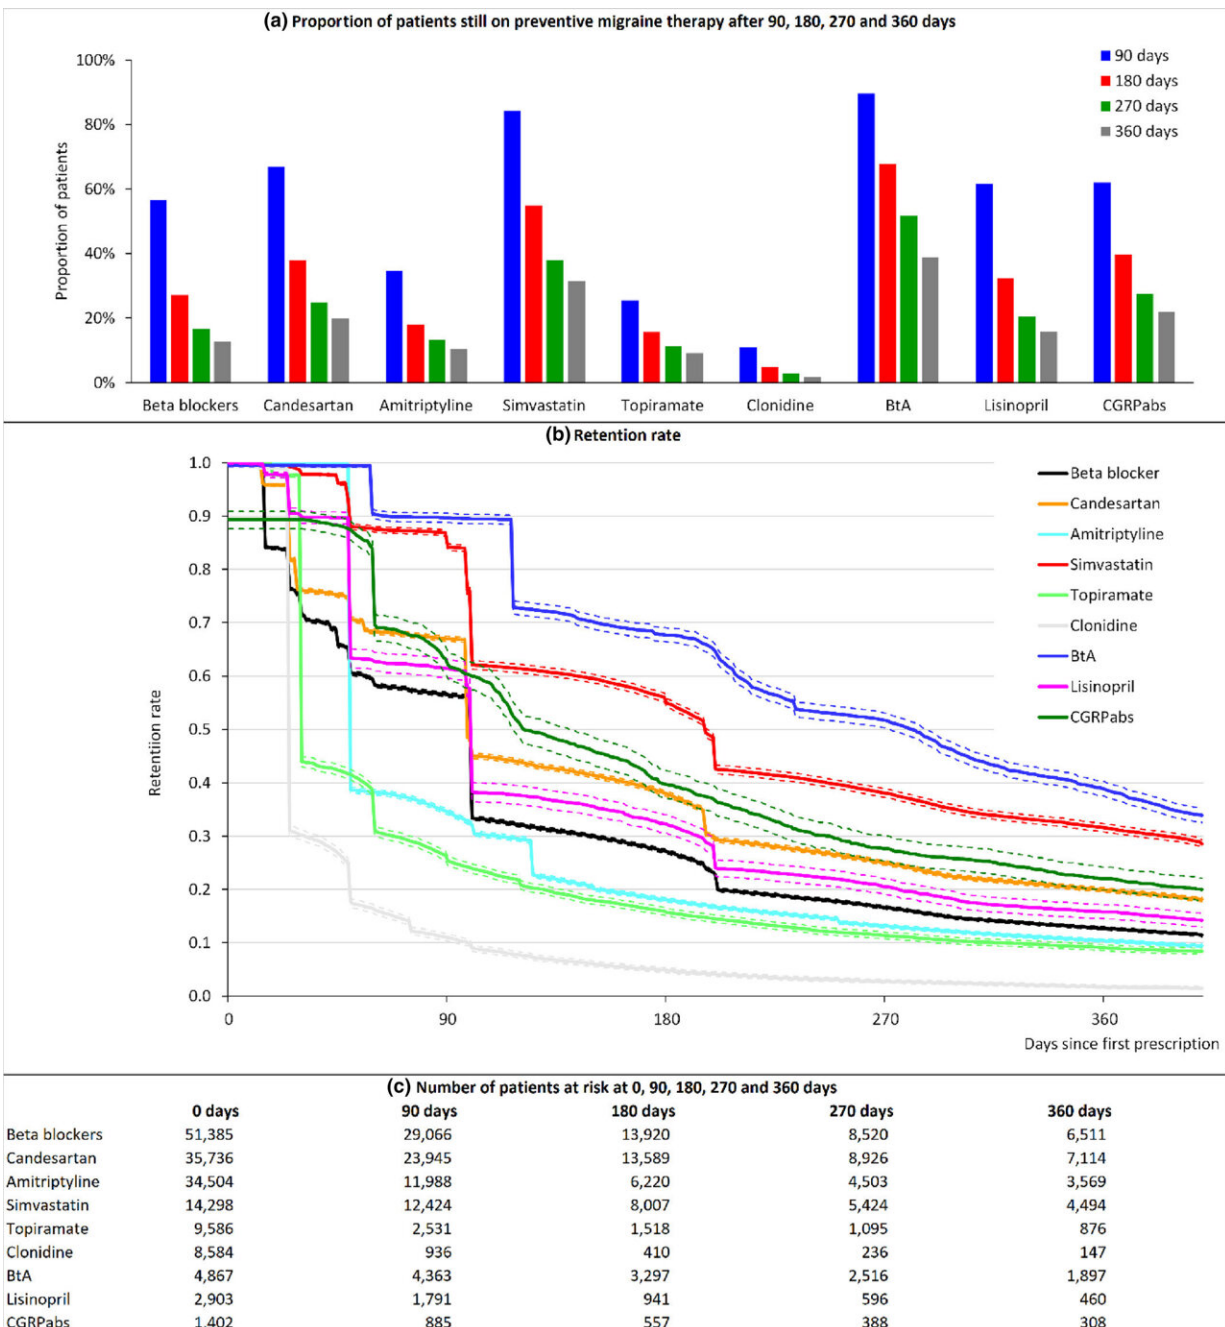 (a) Proportion of patients still on preventive migraine therapy after 90, 180, 270 and 360 days
100%
80%
60%
40%
20%
0%
Proportion of patients
90 days
180 days
270 days
360 days
Beta blockers Candesartan Amitriptyline Simvastatin Topiramate Clonidine BtA Lisinopril CGRPabs
(b) Retention rate
1.0
0.9
0.8
0.7
0.6
0.5
0.4
0.3
0.2
0.1
0.0
Retentiion rate
Beta blocker
Candesartan
Amitriptyline
Simvastatin
Topiramate
Clonidine
BtA
Lisinopril
CGRPabs
0 90 180 270 360
Days since first prescription
(c) Number of patients at risk at 0, 90, 180, 270 and 360 days
0 days 90 days 180 days 270 days 360 days
Beta blockers 51,385 29,066 13,920 8,520 6,511
Candesartan 35,736 23,945 13,589 8,926 7,114
Amitriptyline 34,504 11,988 6,220 4,503 3,569
Simvastatin 14,298 12,424 8,007 5,424 4,494
Topiramate 9,586 2,531 1,518 1,095 876
Clonidine 8,584 936 410 236 147
BtA 4,867 4,363 3,297 2,516 1,897
Lisinopril 2,903 1,791 941 596 460
CGRPabs 1,402 885 557 388 308